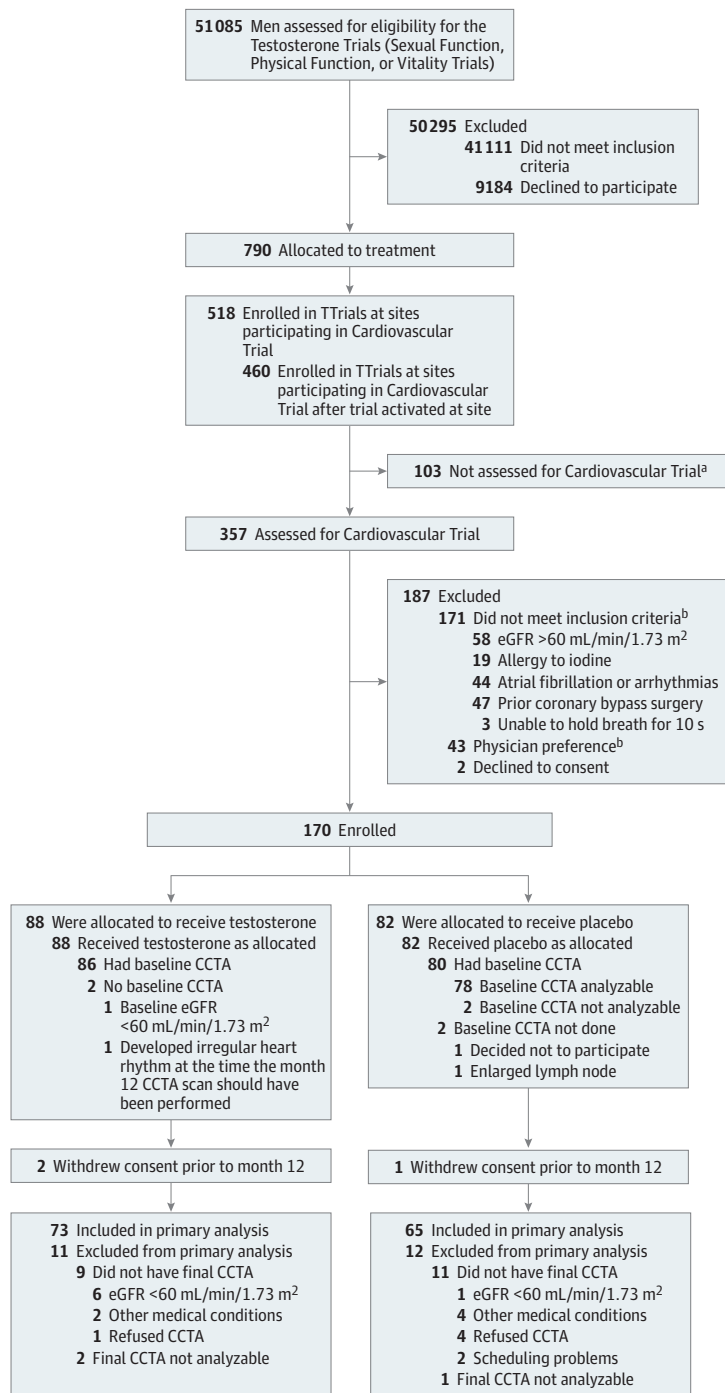 51085 Men assessed for eligibility for the
Testosterone Trials (Sexual Function,
Physical Function, or Vitality Trials)
50295 Excluded
41111 Did not meet inclusion
criteria
9184 Declined to participate
790 Allocated to treatment
518 Enrolled in TTrials at sites
participating in Cardiovascular
Trial
460 Enrolled in TTrials at sites
participating in Cardiovascular
Trial after trial activated at site
103 Not assessed for Cardiovascular Trialᵃ
357 Assessed for Cardiovascular Trial
187 Excluded
171 Did not meet inclusion criteriaᵇ
58 eGFR >60 mL/min/1.73 m²
19 Allergy to iodine
44 Atrial fibrillation or arrhythmias
47 Prior coronary bypass surgery
3 Unable to hold breath for 10 s
43 Physician preferenceᵇ
2 Declined to consent
170 Enrolled
88 Were allocated to receive testosterone
88 Received testosterone as allocated
86 Had baseline CCTA
2 No baseline CCTA
1 Baseline eGFR
<60 mL/min/1.73 m²
1 Developed irregular heart
rhythm at the time the month
12 CCTA scan should have
been performed
82 Were allocated to receive placebo
82 Received placebo as allocated
80 Had baseline CCTA
78 Baseline CCTA analyzable
2 Baseline CCTA not analyzable
2 Baseline CCTA not done
1 Decided not to participate
1 Enlarged lymph node
2 Withdrew consent prior to month 12
1 Withdrew consent prior to month 12
73 Included in primary analysis
11 Excluded from primary analysis
9 Did not have final CCTA
6 eGFR <60 mL/min/1.73 m²
2 Other medical conditions
1 Refused CCTA
2 Final CCTA not analyzable
65 Included in primary analysis
12 Excluded from primary analysis
11 Did not have final CCTA
1 eGFR <60 mL/min/1.73 m²
4 Other medical conditions
4 Refused CCTA
2 Scheduling problems
1 Final CCTA not analyzable